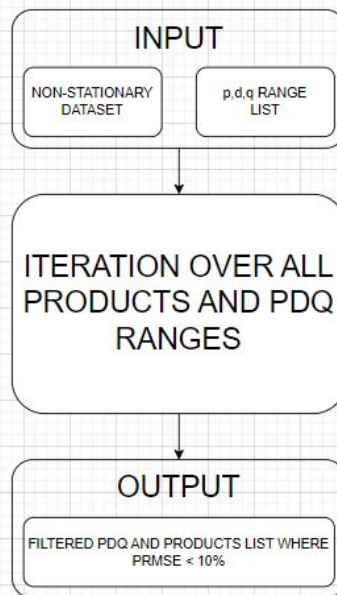 INPUT
NON-STATIONARY
DATASET
p,d,q RANGE
LIST
ITERATION OVER ALL
PRODUCTS AND PDQ
RANGES
OUTPUT
FILTERED PDQ AND PRODUCTS LIST WHERE
PRMSE < 10%